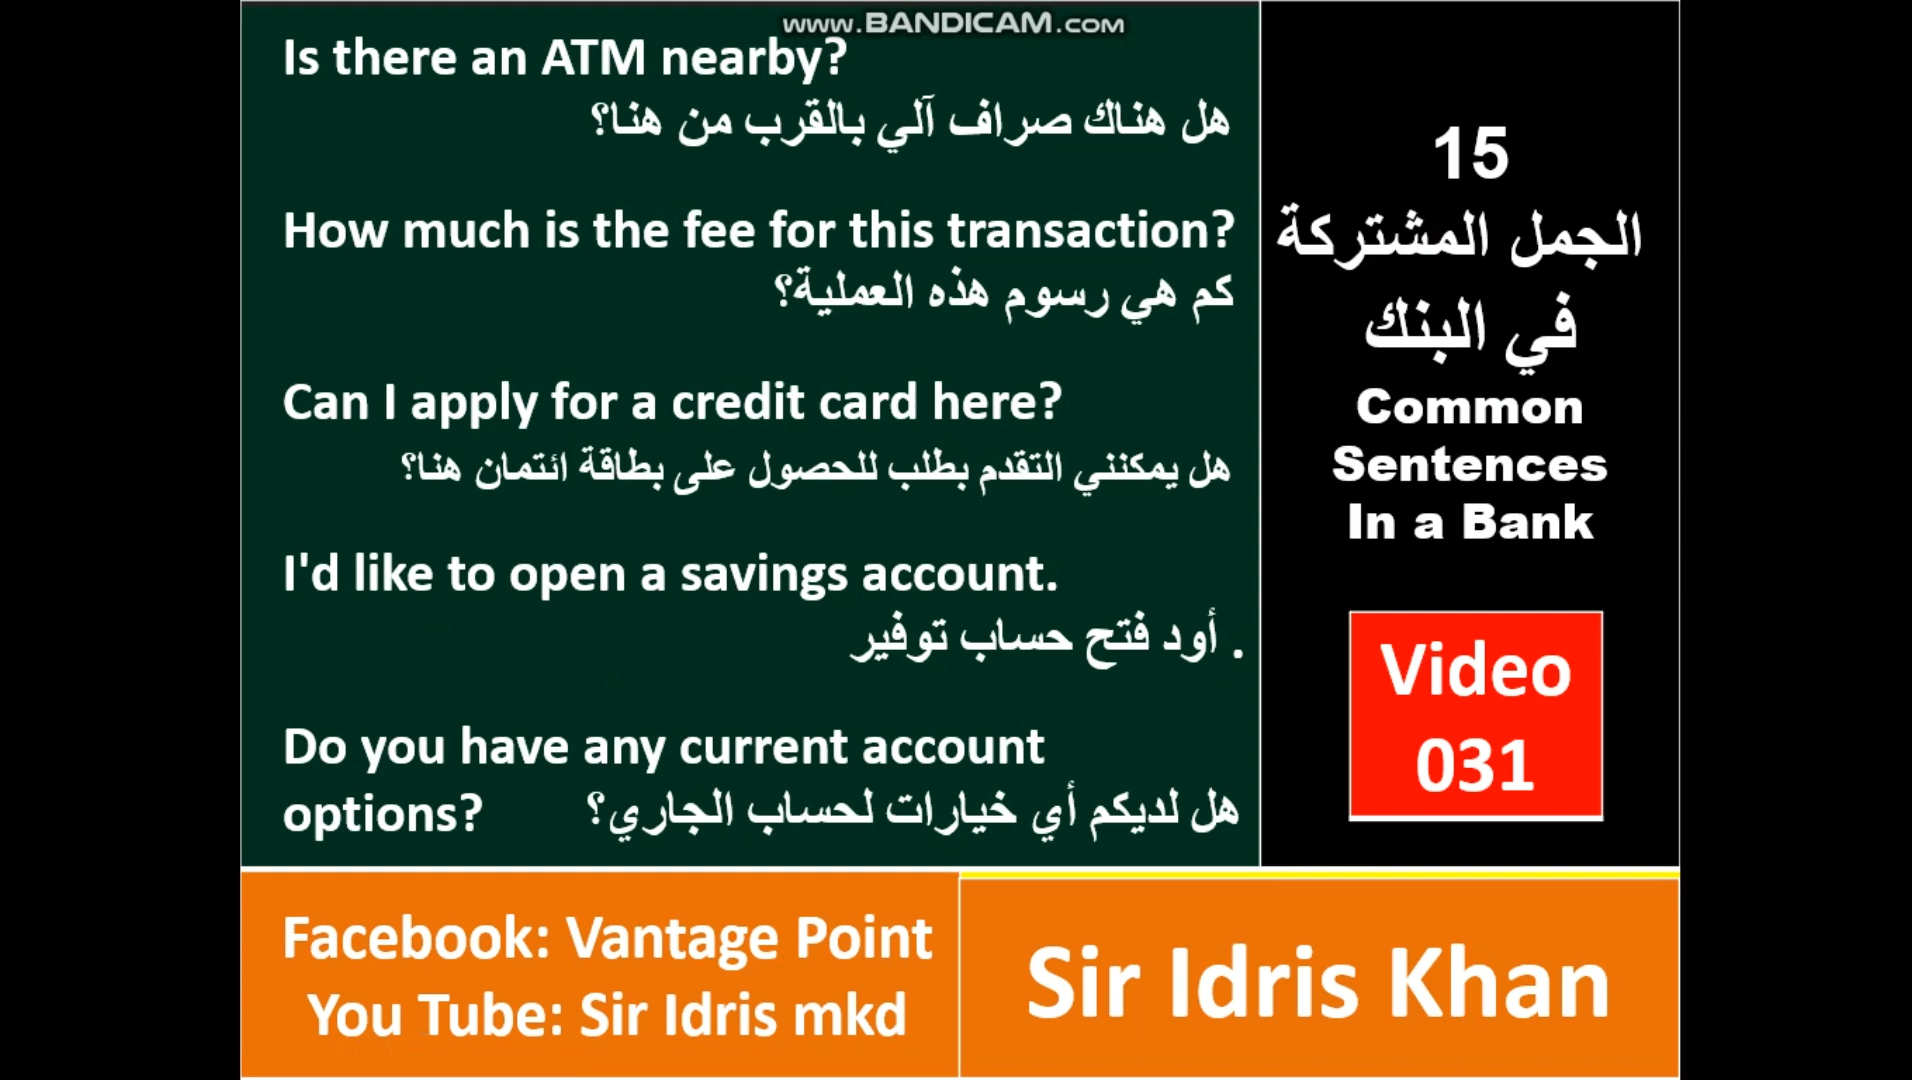 www.BANDICAM.com
Is there an ATM nearby?
هل هناك صراف آلي بالقرب من هنا؟
How much is the fee for this transaction?
كم هي رسوم هذه العملية؟
Can I apply for a credit card here?
هل يمكنني التقدم بطلب للحصول على بطاقة ائتمان هنا؟
I'd like to open a savings account.
. أود فتح حساب توفير
Do you have any current account
options?
هل لديكم أي خيارات لحساب الجاري؟
15
الجمل المشتركة
في البنك
Common
Sentences
In a Bank
Video
031
Facebook: Vantage Point
You Tube: Sir Idris mkd
Sir Idris Khan